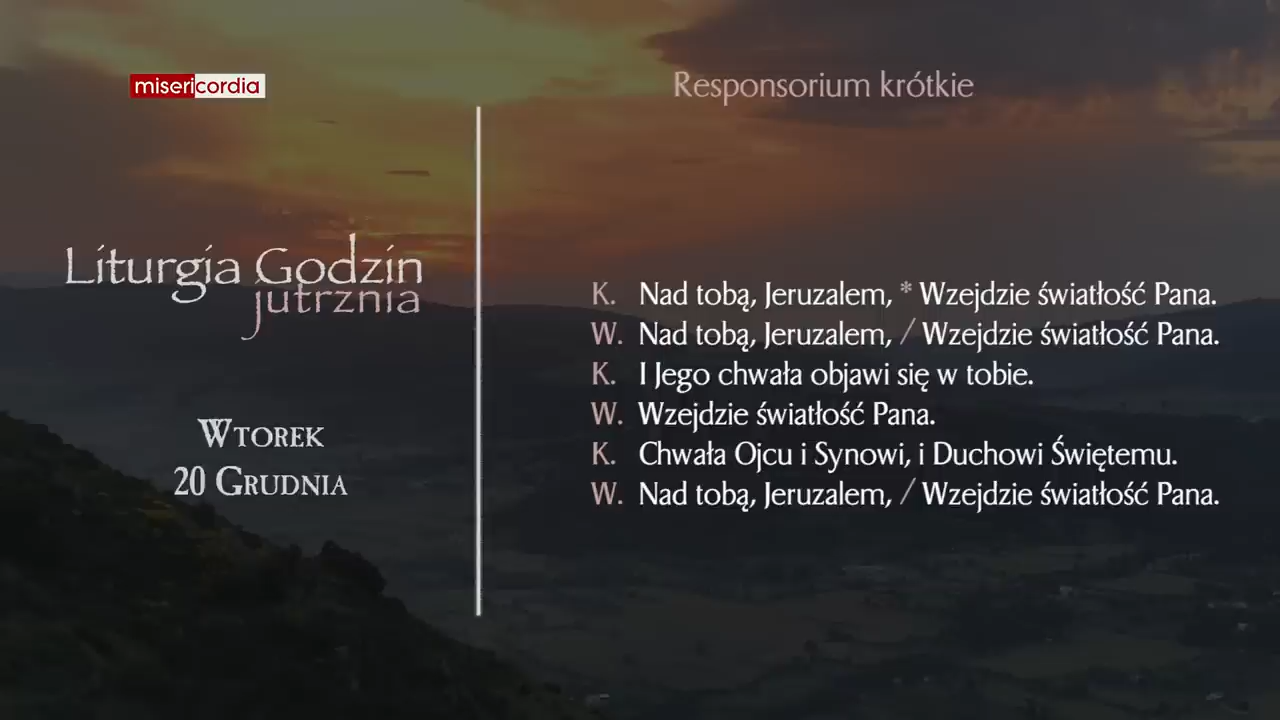 misericordia
Responsorium krótkie
Liturgia Godzin
jutrznia
Wtorek
20 Grudnia
K. Nad tobą, Jeruzalem, * Wzejdzie światłość Pana.
W. Nad tobą, Jeruzalem, / Wzejdzie światłość Pana.
K. I Jego chwała objawi się w tobie.
W. Wzejdzie światłość Pana.
K. Chwała Ojcu i Synowi, i Duchowi Świętemu.
W. Nad tobą, Jeruzalem, / Wzejdzie światłość Pana.